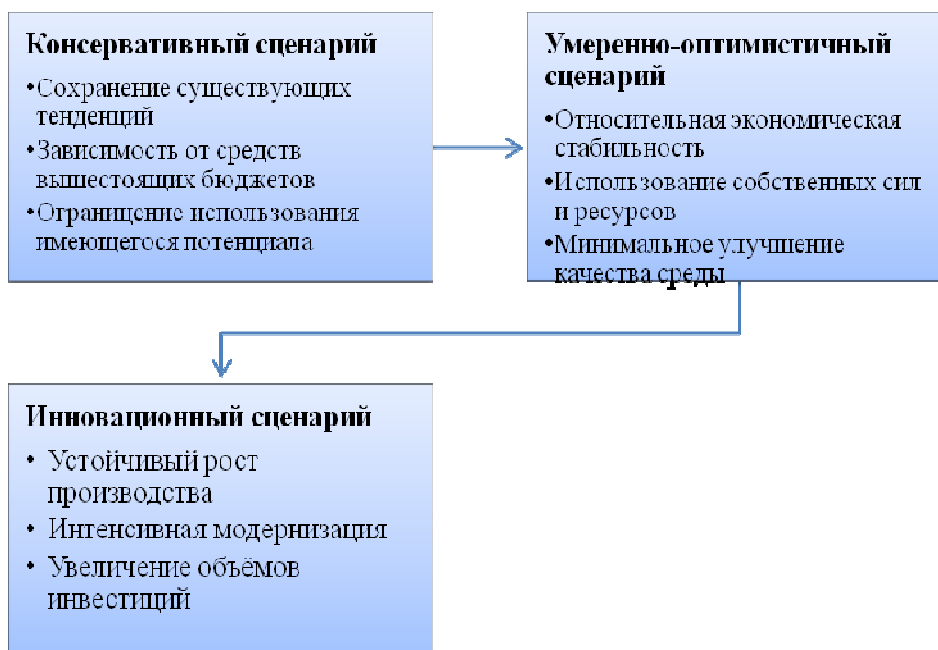 Консервативный сценарий
•Сохранение существующих
тенденций
•Зависимость от средств
вышестоящих бюджетов
•Ограничение использования
имеющегося потенциала
Умеренно-оптимистичный
сценарий
•Относительная экономическая
стабильность
•Использование собственных сил
и ресурсов
•Минимальное улучшение
качества среды
Инновационный сценарий
• Устойчивый рост
производства
• Интенсивная модернизация
• Увеличение объёмов
инвестиций